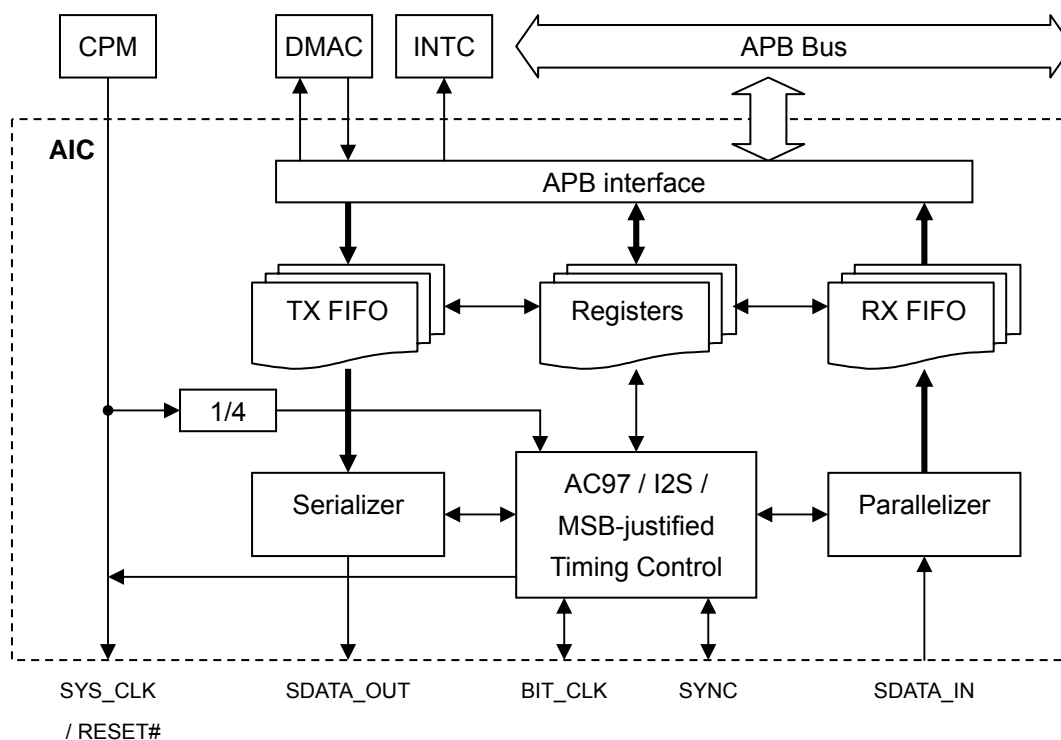 CPM
DMAC
INTC
APB Bus
AIC
APB interface
TX FIFO
Registers
RX FIFO
1/4
Serializer
AC97 / I2S /
MSB-justified
Timing Control
Parallelizer
SYS_CLK
/ RESET#
SDATA_OUT
BIT_CLK
SYNC
SDATA_IN